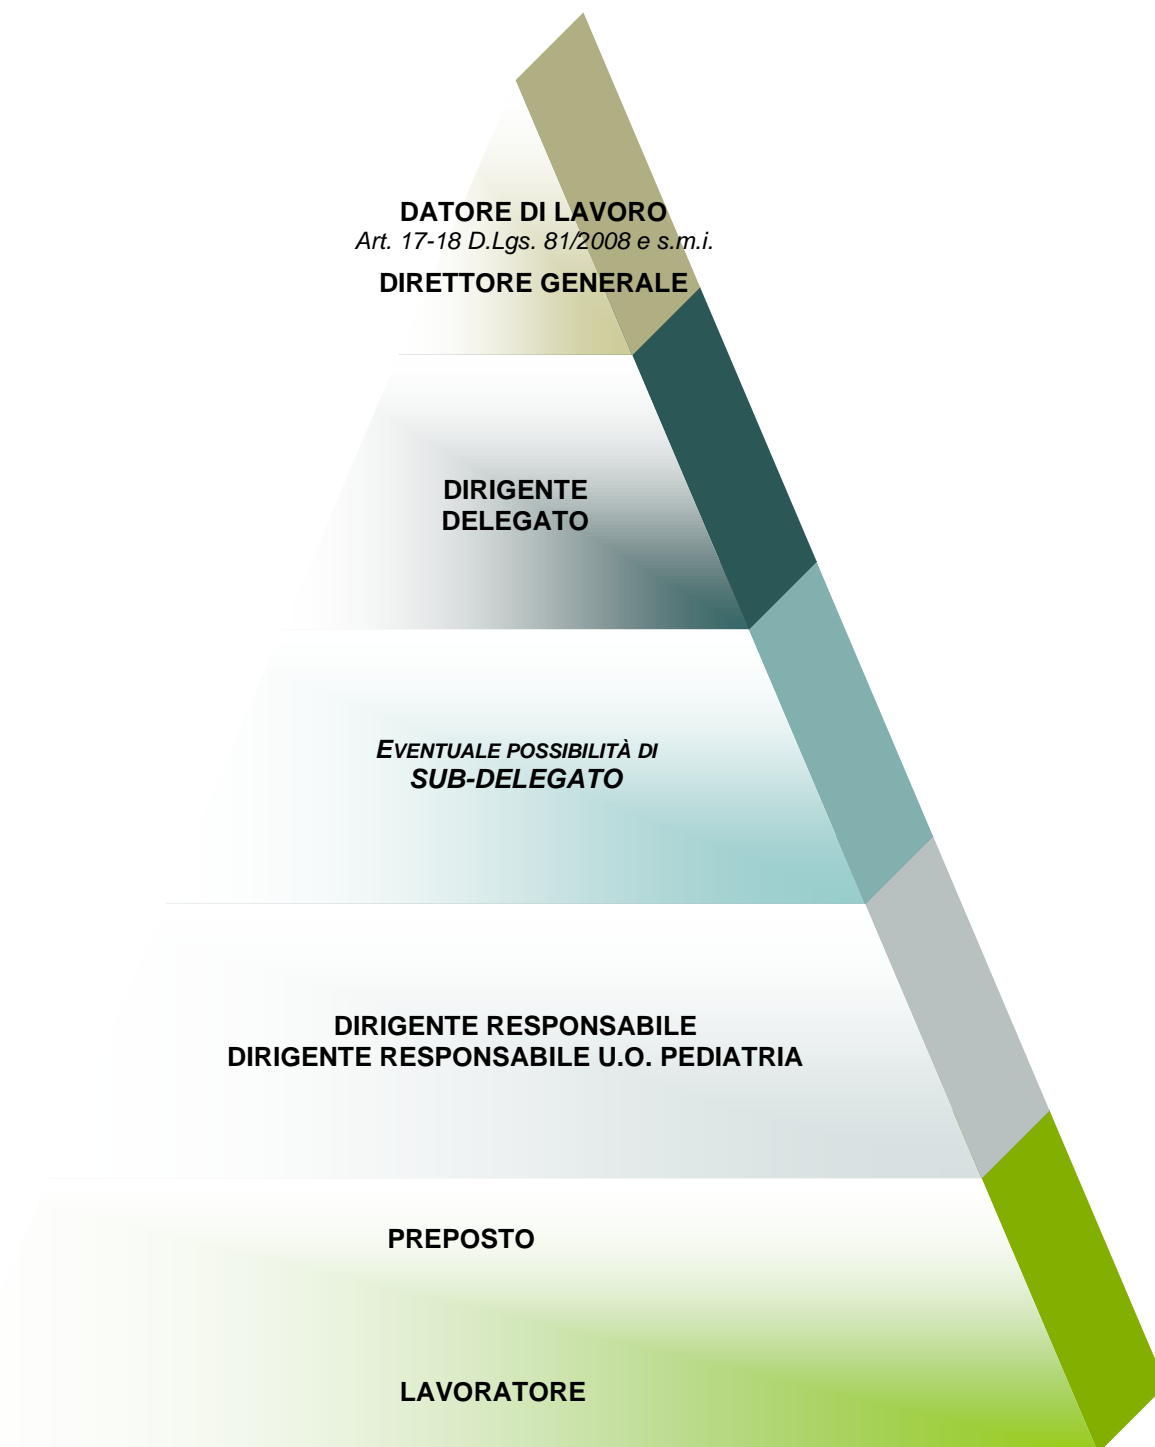 DATORE DI LAVORO
Art. 17-18 D.Lgs. 81/2008 e s.m.i.
DIRETTORE GENERALE
DIRIGENTE
DELEGATO
EVENTUALE POSSIBILITÀ DI
SUB-DELEGATO
DIRIGENTE RESPONSABILE
DIRIGENTE RESPONSABILE U.O. PEDIATRIA
PREPOSTO
LAVORATORE